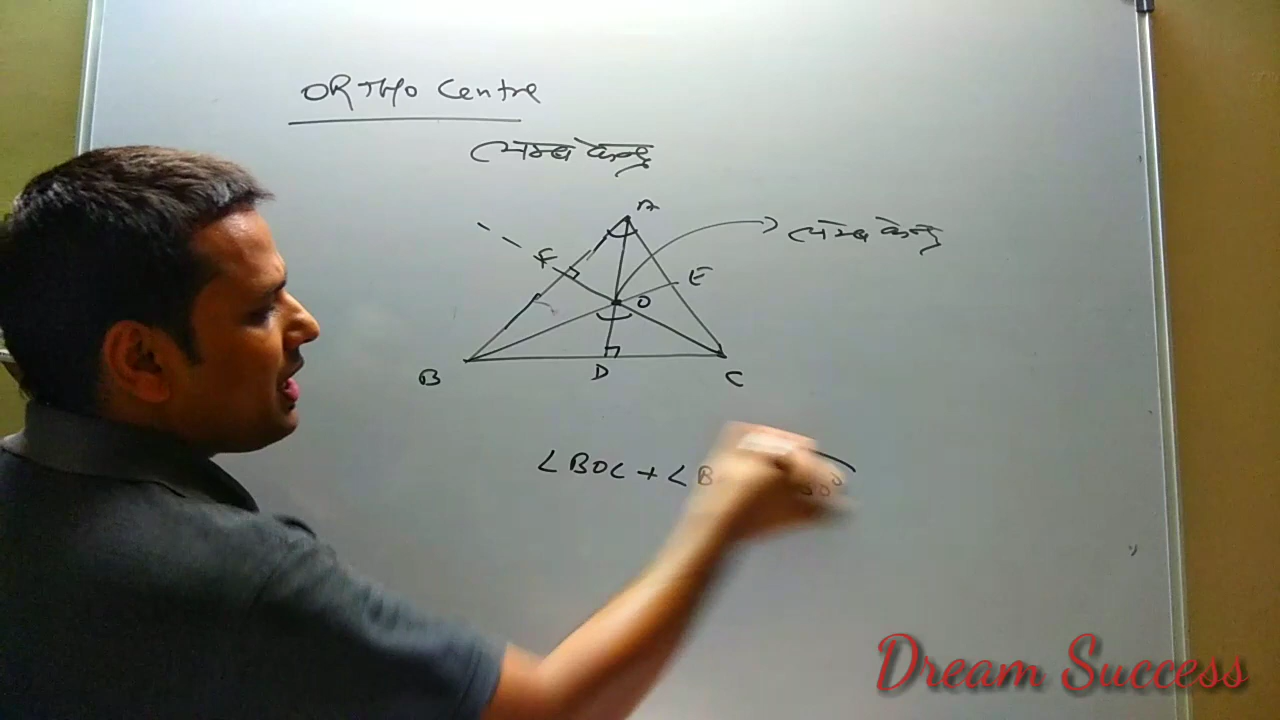 ORTHO Centre
लम्ब केन्द्र
A
लम्ब केन्द्र
F
E
O
B
D
C
∠BOC + ∠B
Dream Success